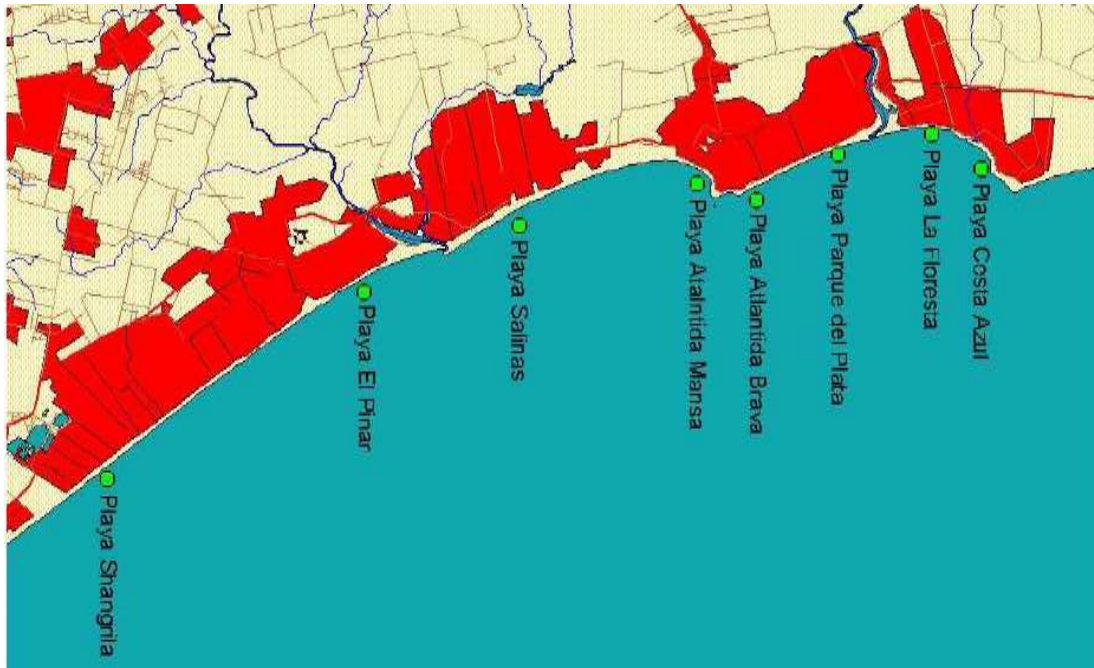 Playa Shangrila
Playa El Pinar
Playa Salinas
Playa Atalntida Mansa
Playa Atlantida Brava
Playa Parque del Plata
Playa La Floresta
Playa Costa Azul